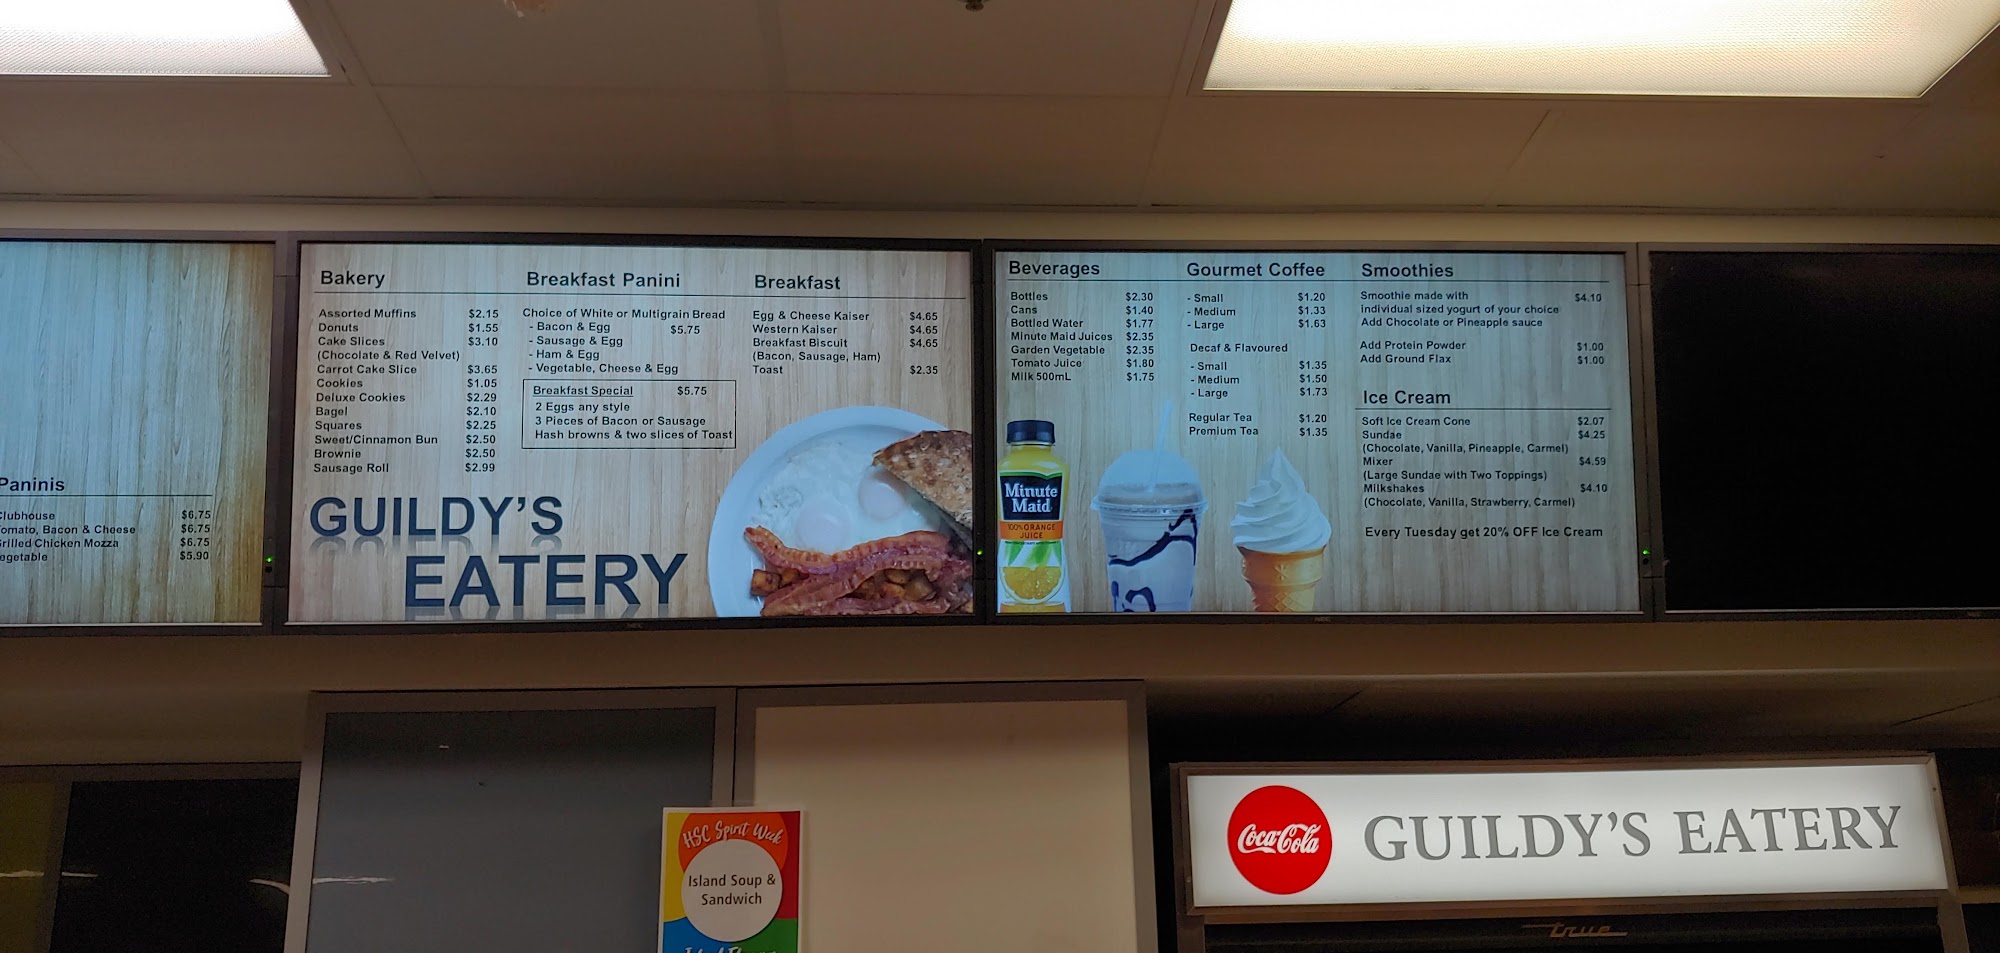 Paninis
Clubhouse $6.75
Tomato, Bacon & Cheese $6.75
Grilled Chicken Mozza $6.75
Vegetable $5.90
Bakery
Assorted Muffins $2.15
Donuts $1.55
Cake Slices $3.10
(Chocolate & Red Velvet)
Carrot Cake Slice $3.65
Cookies $1.05
Deluxe Cookies $2.29
Bagel $2.10
Squares $2.25
Sweet/Cinnamon Bun $2.50
Brownie $2.50
Sausage Roll $2.99
Breakfast Panini
Choice of White or Multigrain Bread
- Bacon & Egg $5.75
- Sausage & Egg
- Ham & Egg
- Vegetable, Cheese & Egg
Breakfast Special $5.75
2 Eggs any style
3 Pieces of Bacon or Sausage
Hash browns & two slices of Toast
Breakfast
Egg & Cheese Kaiser $4.65
Western Kaiser $4.65
Breakfast Biscuit $4.65
(Bacon, Sausage, Ham)
Toast $2.35
GUILDY'S
EATERY
Beverages
Bottles $2.30
Cans $1.40
Bottled Water $1.77
Minute Maid Juices $2.35
Garden Vegetable $2.35
Tomato Juice $1.80
Milk 500mL $1.75
Gourmet Coffee
- Small $1.20
- Medium $1.33
- Large $1.63
Decaf & Flavoured
- Small $1.35
- Medium $1.50
- Large $1.73
Regular Tea $1.20
Premium Tea $1.35
Smoothies
Smoothie made with $4.10
individual sized yogurt of your choice
Add Chocolate or Pineapple sauce
Add Protein Powder $1.00
Add Ground Flax $1.00
Ice Cream
Soft Ice Cream Cone $2.07
Sundae $4.25
(Chocolate, Vanilla, Pineapple, Carmel)
Mixer $4.59
(Large Sundae with Two Toppings)
Milkshakes $4.10
(Chocolate, Vanilla, Strawberry, Carmel)
Every Tuesday get 20% OFF Ice Cream
Minute
Maid
100% ORANGE
JUICE
HSC Spirit Week
Island Soup &
Sandwich
Coca-Cola
GUILDY'S EATERY
true